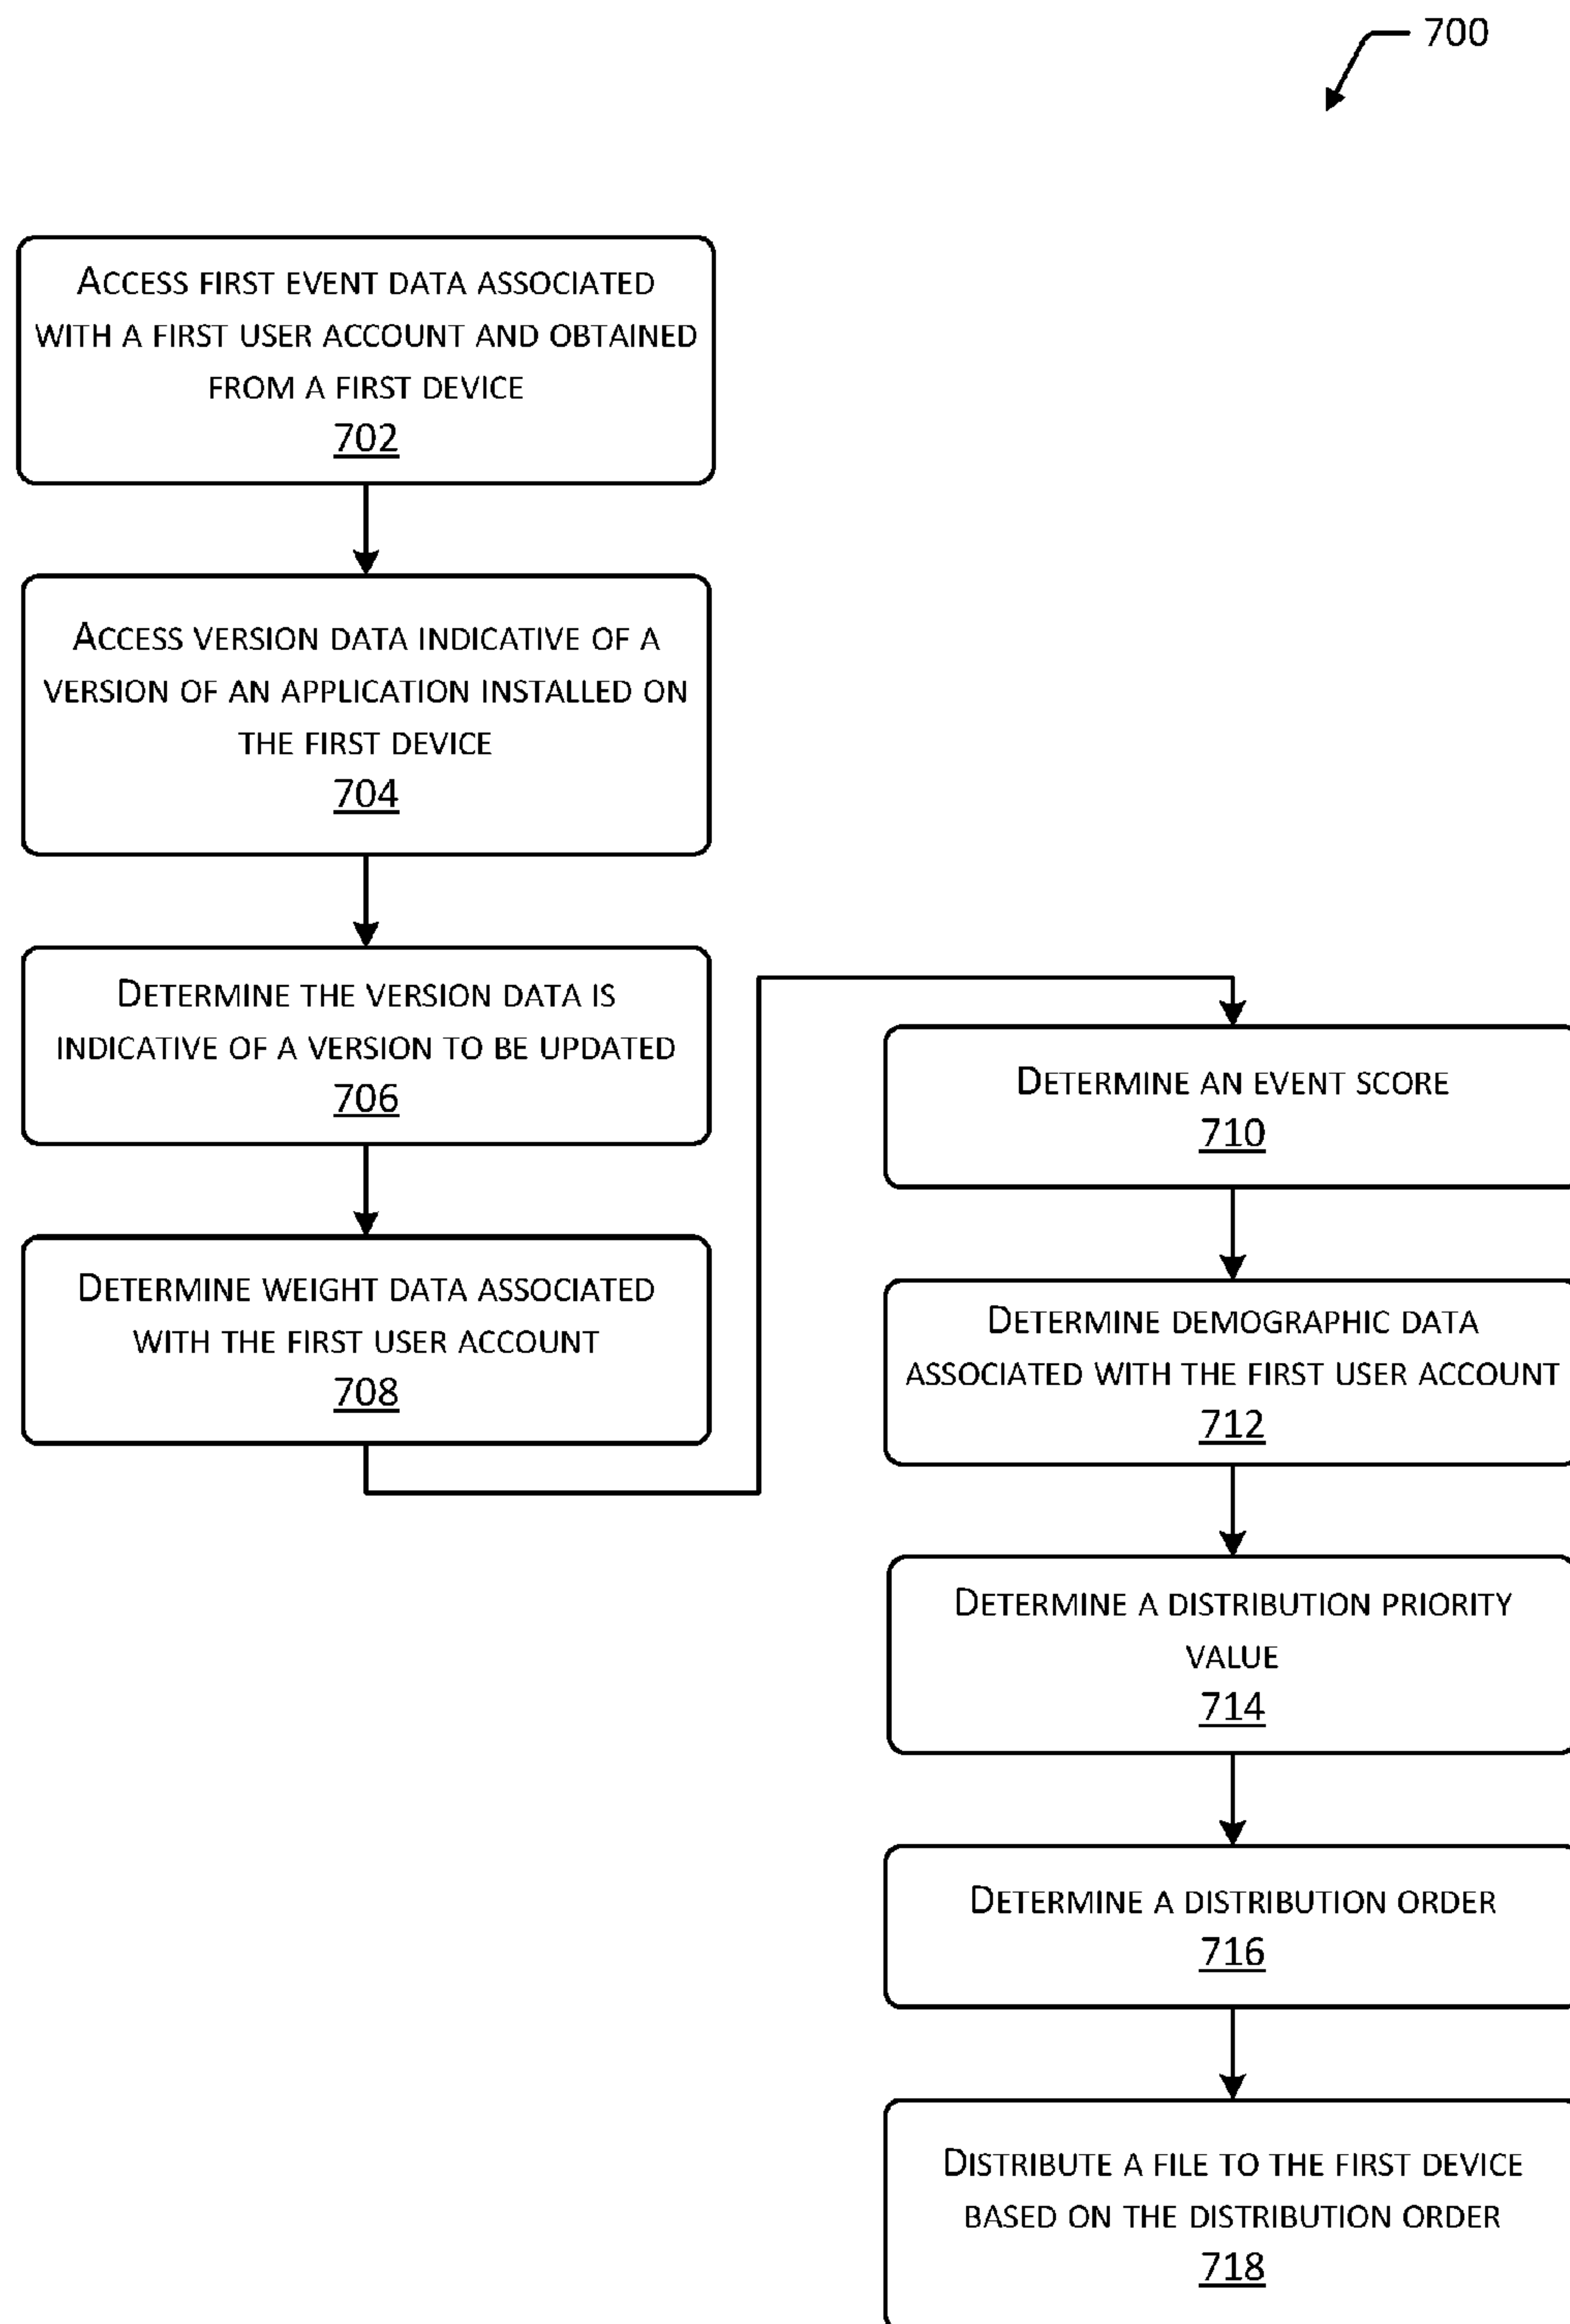 700
ACCESS FIRST EVENT DATA ASSOCIATED
WITH A FIRST USER ACCOUNT AND OBTAINED
FROM A FIRST DEVICE
702
ACCESS VERSION DATA INDICATIVE OF A
VERSION OF AN APPLICATION INSTALLED ON
THE FIRST DEVICE
704
DETERMINE THE VERSION DATA IS
INDICATIVE OF A VERSION TO BE UPDATED
706
DETERMINE WEIGHT DATA ASSOCIATED
WITH THE FIRST USER ACCOUNT
708
DETERMINE AN EVENT SCORE
710
DETERMINE DEMOGRAPHIC DATA
ASSOCIATED WITH THE FIRST USER ACCOUNT
712
DETERMINE A DISTRIBUTION PRIORITY
VALUE
714
DETERMINE A DISTRIBUTION ORDER
716
DISTRIBUTE A FILE TO THE FIRST DEVICE
BASED ON THE DISTRIBUTION ORDER
718